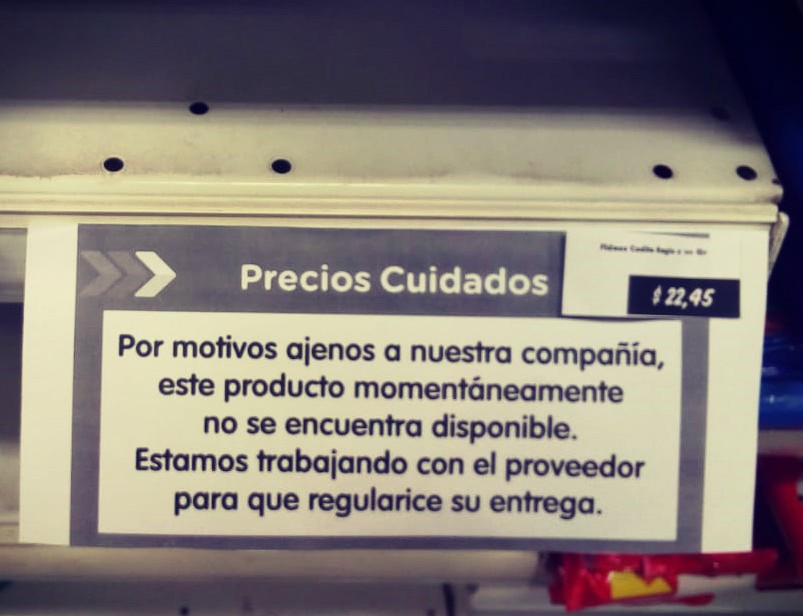 Precios Cuidados
$ 22,45
Por motivos ajenos a nuestra compañía,
este producto momentáneamente
no se encuentra disponible.
Estamos trabajando con el proveedor
para que regularice su entrega.